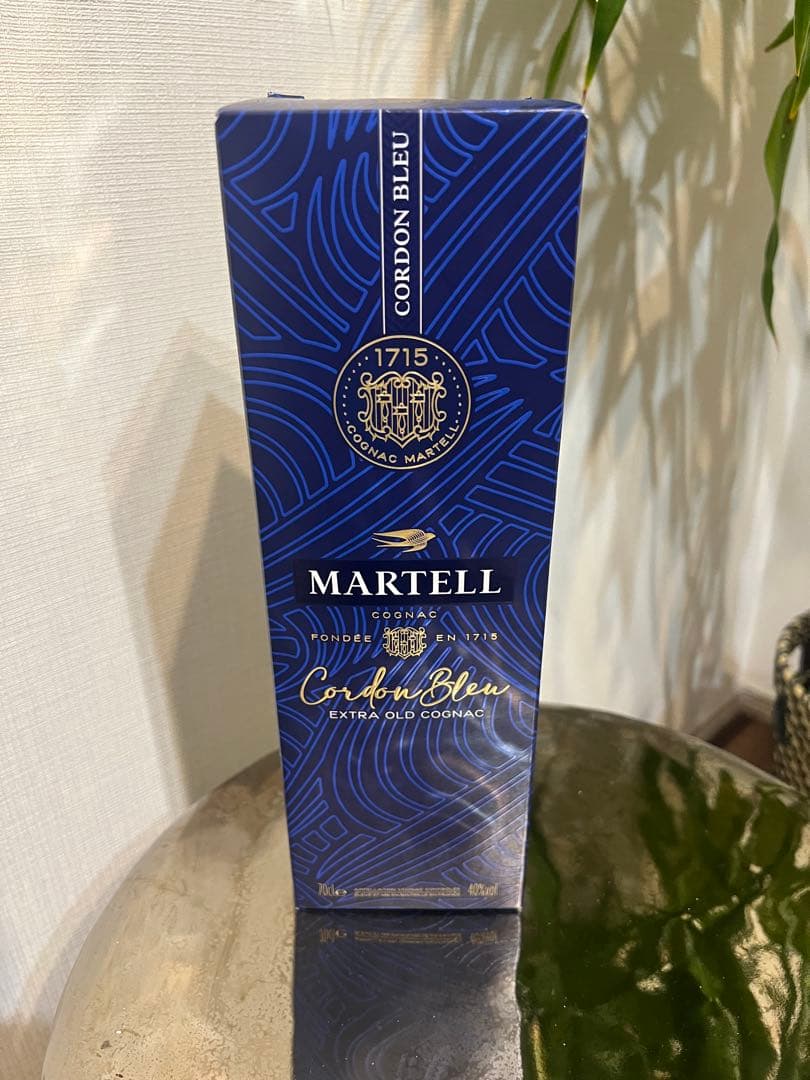 CORDON BLEU
1715
COGNAC MARTELL
MARTELL
COGNAC
FONDÉE EN 1715
Cordon Bleu
EXTRA OLD COGNAC
70cl e 40%vol